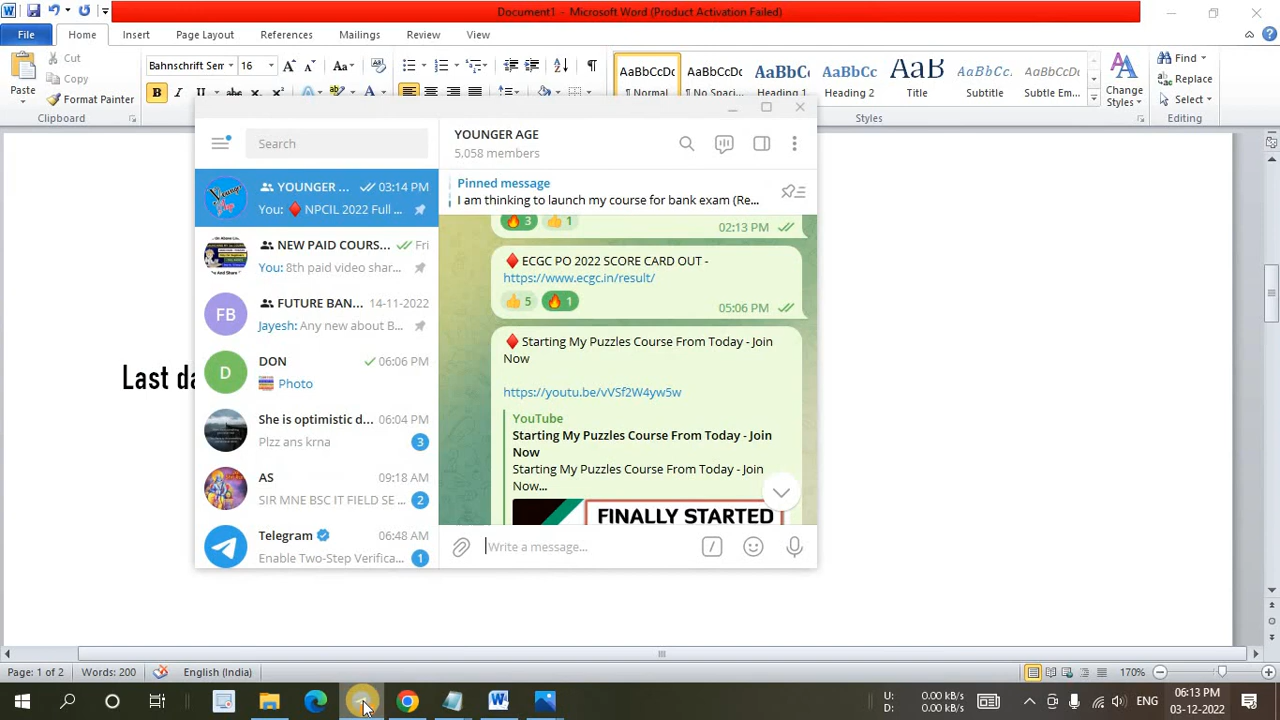 Document1 - Microsoft Word (Product Activation Failed)
File
Home
Insert
Page Layout
References
Mailings
Review
View
Paste
Cut
Copy
Format Painter
Clipboard
Bahnschrift Sem
16
AaBbCcDc
¶ Normal
AaBbCcDc
¶ No Spaci...
AaBbCc
Heading 1
AaBbCc
Heading 2
AaB
Title
AaBbCc.
Subtitle
AaBbCcDc
Subtle Em...
Change
Styles
Styles
Find
Replace
Select
Editing
Last da
Search
YOUNGER ...
03:14 PM
You: ♦ NPCIL 2022 Full ...
NEW PAID COURS...
Fri
You: 8th paid video shar...
FUTURE BAN...
14-11-2022
Jayesh: Any new about B...
DON
06:06 PM
Photo
She is optimistic d...
06:04 PM
Plzz ans krna
3
AS
09:18 AM
SIR MNE BSC IT FIELD SE ...
2
Telegram
06:48 AM
Enable Two-Step Verifica...
1
FB
D
YOUNGER AGE
5,058 members
Pinned message
I am thinking to launch my course for bank exam (Re...
3
1
02:13 PM
♦ ECGC PO 2022 SCORE CARD OUT -
https://www.ecgc.in/result/
5
1
05:06 PM
♦ Starting My Puzzles Course From Today - Join
Now
https://youtu.be/vVSf2W4yw5w
YouTube
Starting My Puzzles Course From Today - Join
Now
Starting My Puzzles Course From Today - Join
Now...
FINALLY STARTED
Write a message...
Page: 1 of 2
Words: 200
English (India)
170%
U:
D:
0.00 kB/s
0.00 kB/s
ENG
06:13 PM
03-12-2022